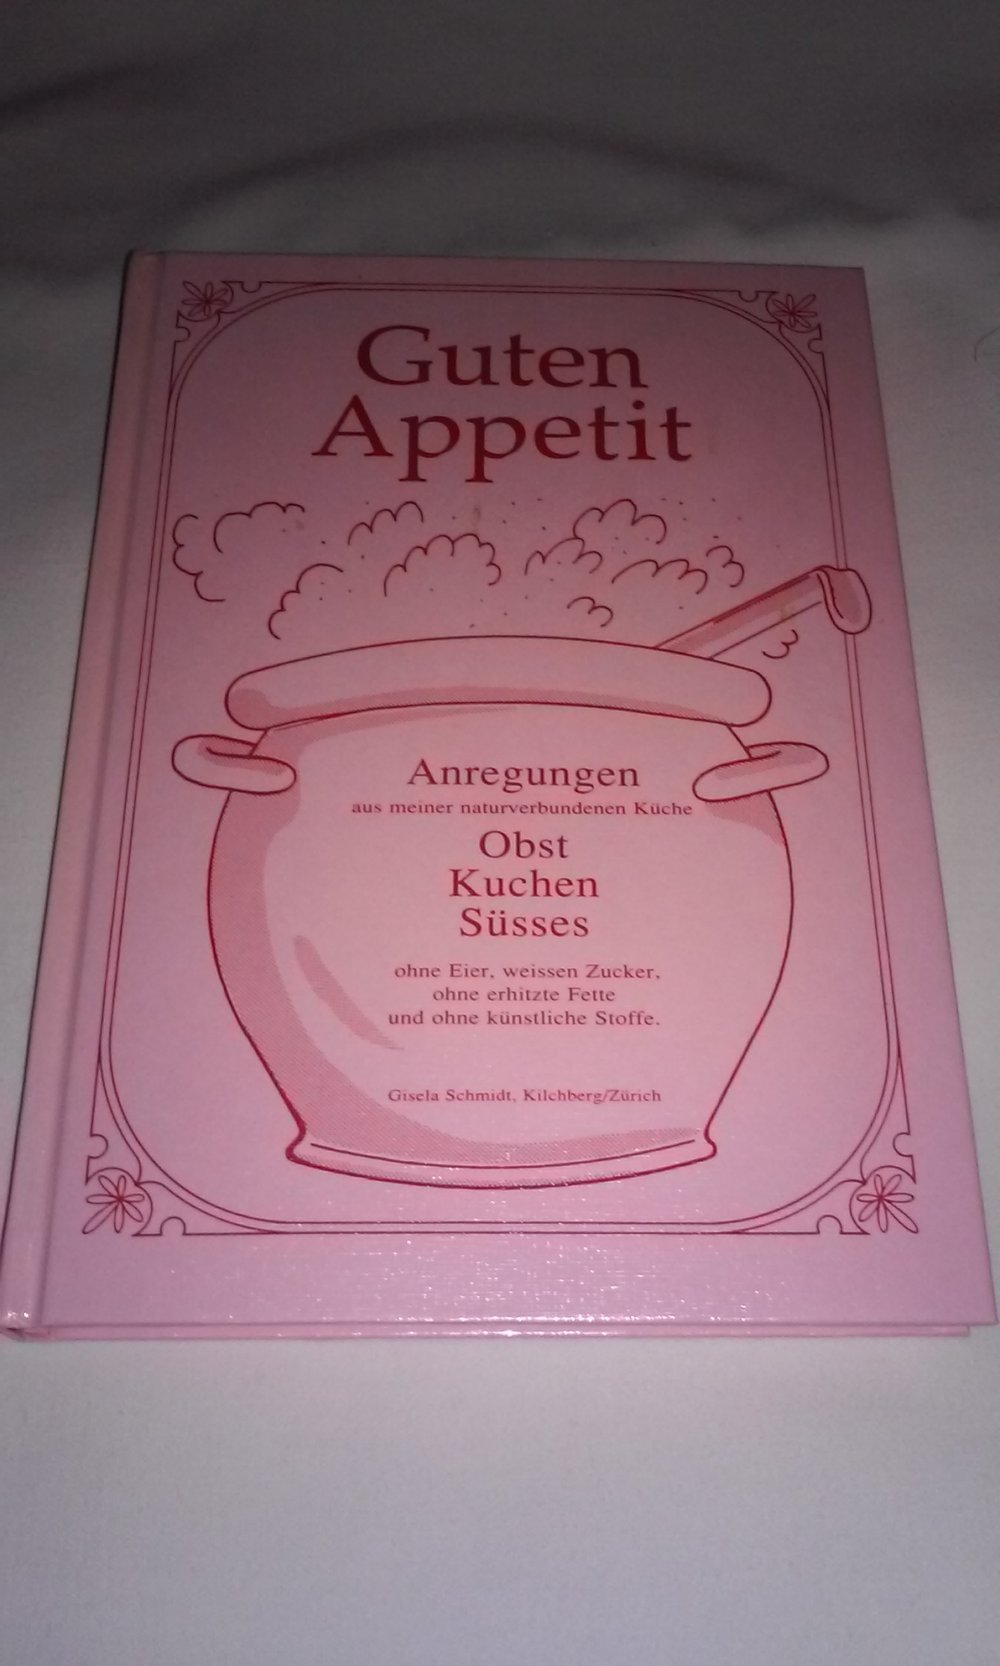 Guten
Appetit
Anregungen
aus meiner naturverbundenen Küche
Obst
Kuchen
Süsses
ohne Eier, weissen Zucker,
ohne erhitzte Fette
und ohne künstliche Stoffe.
Gisela Schmidt, Kilchberg/Zürich